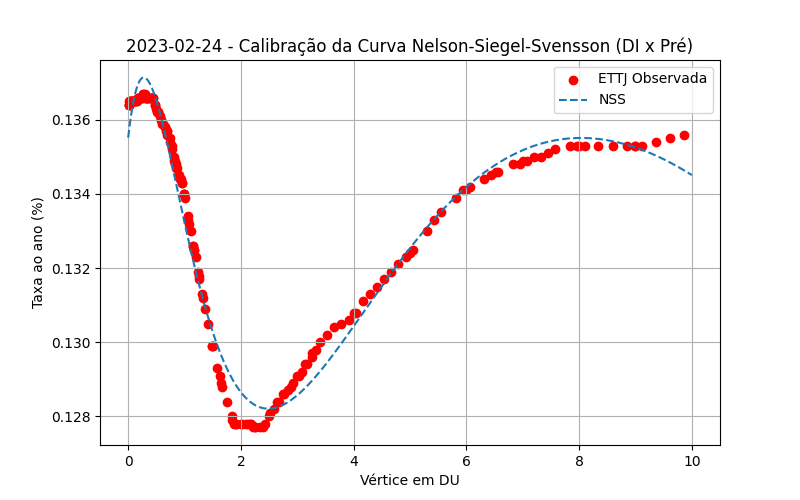 2023-02-24 - Calibração da Curva Nelson-Siegel-Svensson (DI x Pré)
ETTJ Observada
NSS
Taxa ao ano (%)
0.136
0.134
0.132
0.130
0.128
0
2
4
6
8
10
Vértice em DU